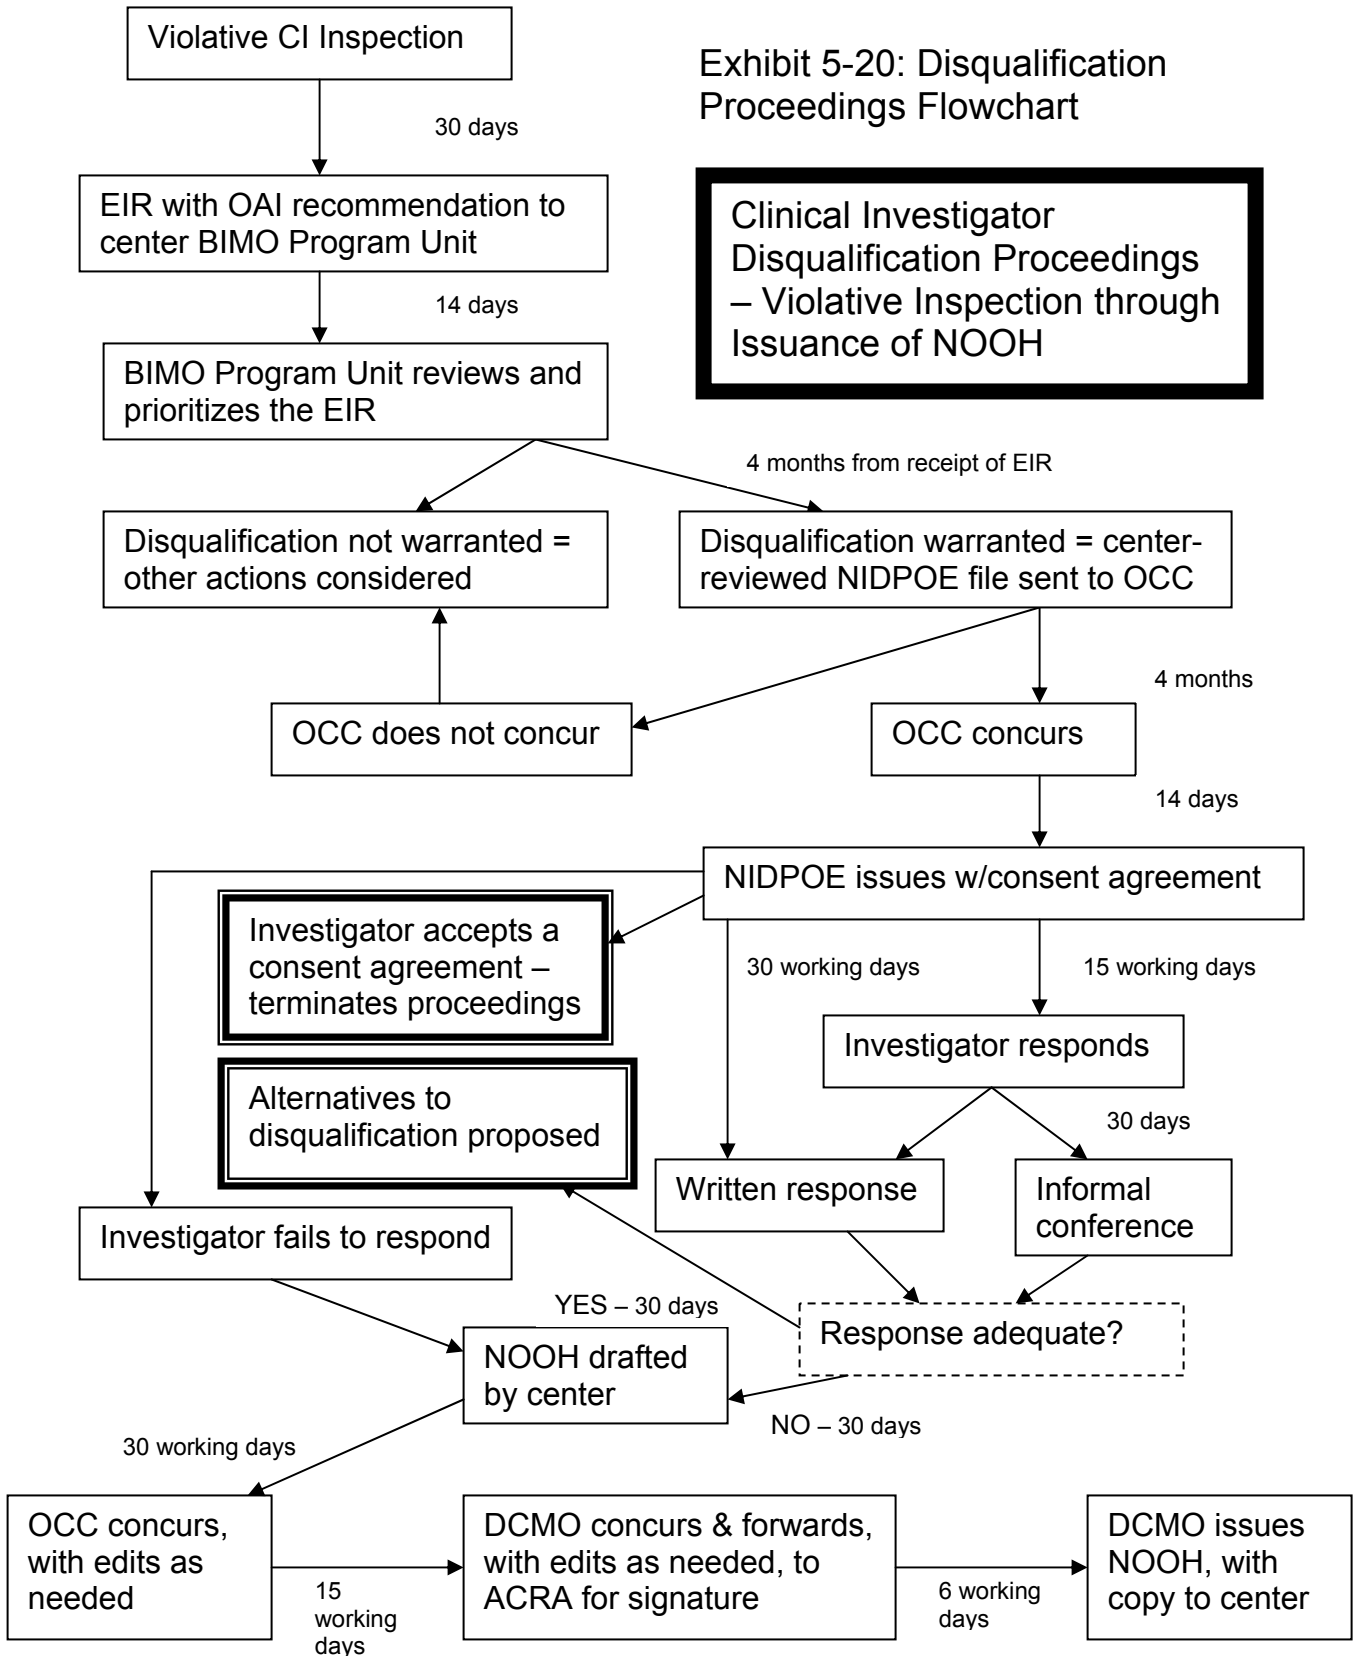 Violative CI Inspection
Exhibit 5-20: Disqualification
Proceedings Flowchart
30 days
Clinical Investigator
Disqualification Proceedings
– Violative Inspection through
Issuance of NOOH
EIR with OAI recommendation to
center BIMO Program Unit
14 days
BIMO Program Unit reviews and
prioritizes the EIR
4 months from receipt of EIR
Disqualification not warranted =
other actions considered
Disqualification warranted = center-
reviewed NIDPOE file sent to OCC
4 months
OCC does not concur
OCC concurs
14 days
NIDPOE issues w/consent agreement
Investigator accepts a
consent agreement –
terminates proceedings
30 working days
15 working days
Investigator responds
Alternatives to
disqualification proposed
30 days
Written response
Informal
conference
Investigator fails to respond
YES – 30 days
Response adequate?
NOOH drafted
by center
NO – 30 days
30 working days
OCC concurs,
with edits as
needed
15
working
days
DCMO concurs & forwards,
with edits as needed, to
ACRA for signature
6 working
days
DCMO issues
NOOH, with
copy to center